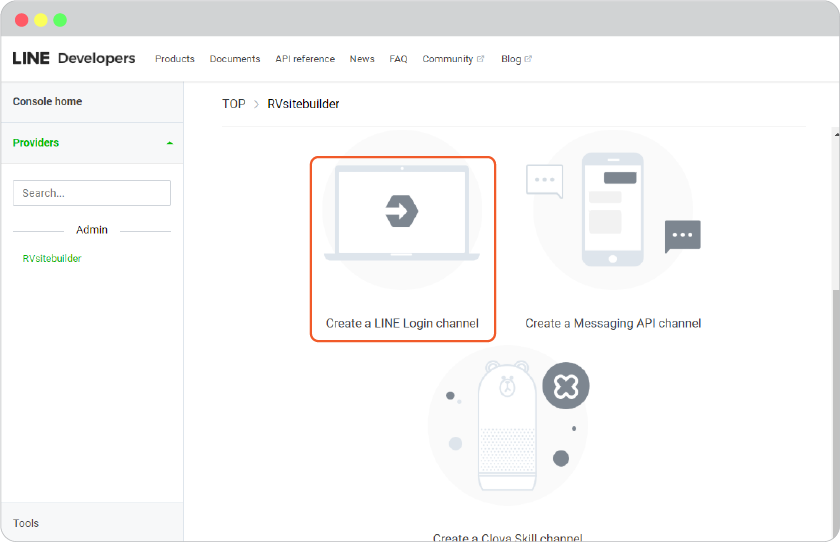 LINE Developers Products Documents API reference News FAQ Community Blog
Console home
TOP > RVsitebuilder
Providers
Search...
Admin
RVsitebuilder
Create a LINE Login channel
Create a Messaging API channel
Create a Clova Skill channel
Tools